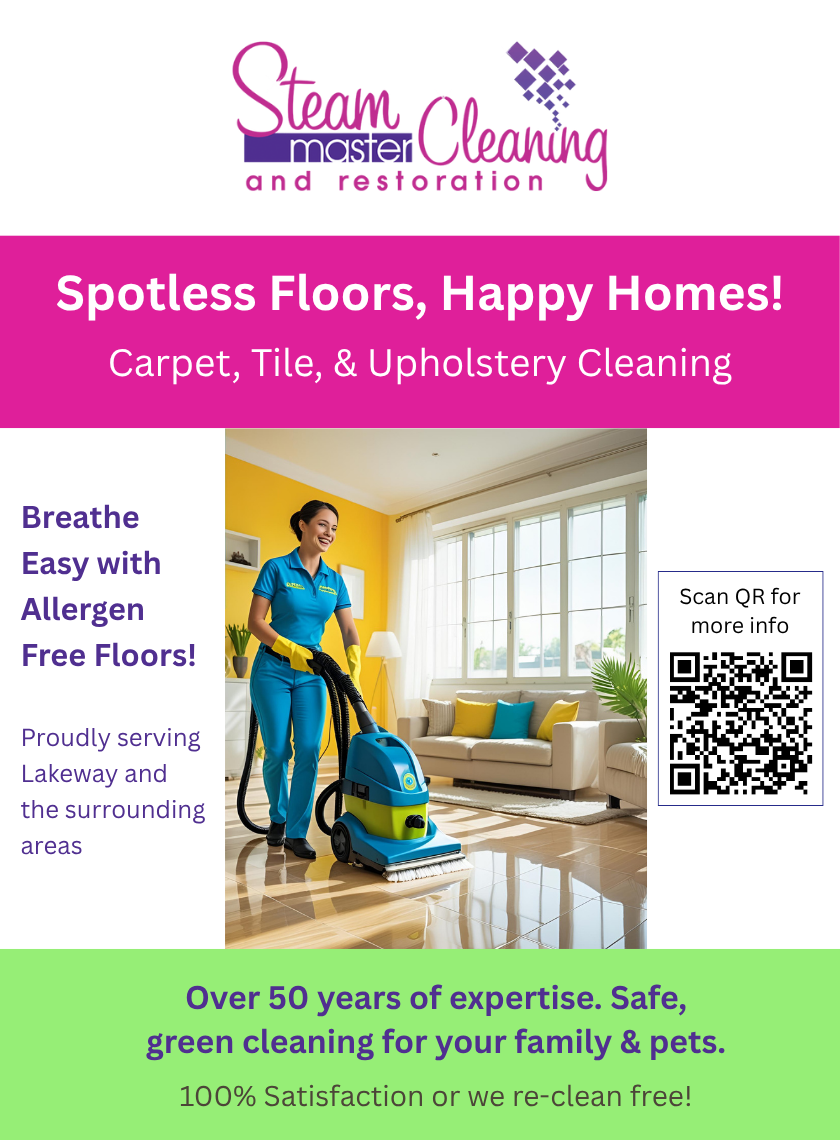 Steam
master Cleaning
and restoration
Spotless Floors, Happy Homes!
Carpet, Tile, & Upholstery Cleaning
Breathe
Easy with
Allergen
Free Floors!
Proudly serving
Lakeway and
the surrounding
areas
Scan QR for
more info
Over 50 years of expertise. Safe,
green cleaning for your family & pets.
100% Satisfaction or we re-clean free!